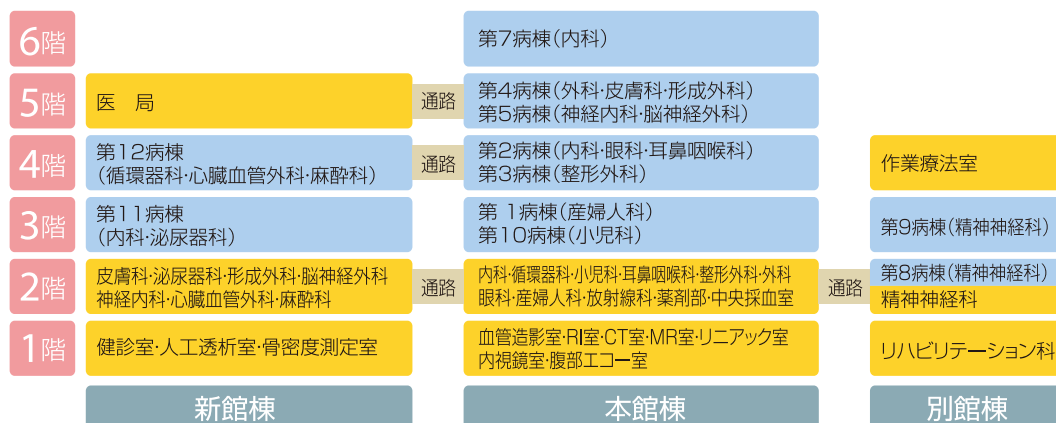 6階
第7病棟(内科)
5階
医 局
通路
第4病棟(外科・皮膚科・形成外科)
第5病棟(神経内科・脳神経外科)
4階
第12病棟
(循環器科・心臓血管外科・麻酔科)
通路
第2病棟(内科・眼科・耳鼻咽喉科)
第3病棟(整形外科)
作業療法室
3階
第11病棟
(内科・泌尿器科)
第 1病棟(産婦人科)
第10病棟(小児科)
第9病棟(精神神経科)
2階
皮膚科・泌尿器科・形成外科・脳神経外科
神経内科・心臓血管外科・麻酔科
通路
内科・循環器科・小児科・耳鼻咽喉科・整形外科・外科
眼科・産婦人科・放射線科・薬剤部・中央採血室
通路
第8病棟(精神神経科)
精神神経科
1階
健診室・人工透析室・骨密度測定室
血管造影室・RI室・CT室・MR室・リニアック室
内視鏡室・腹部エコー室
リハビリテーション科
新館棟
本館棟
別館棟